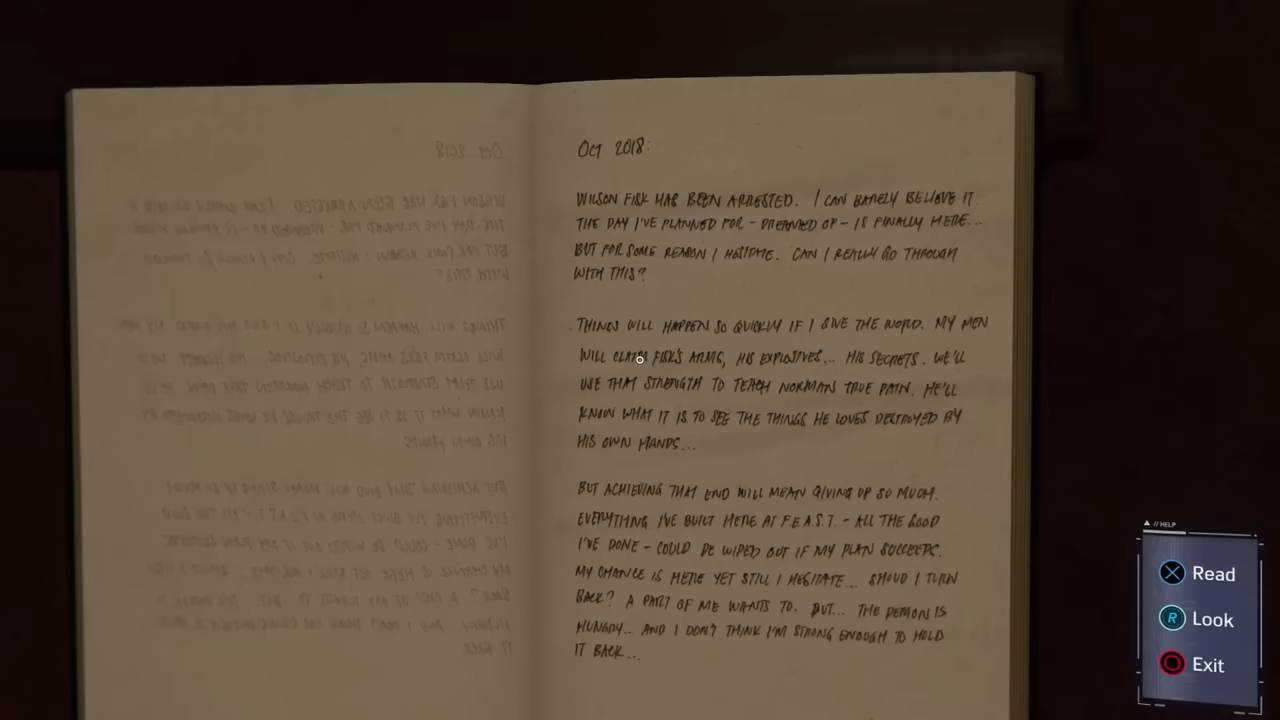 OCT 2018:
WILSON FISK HAS BEEN ARRESTED. I CAN BARELY BELIEVE IT.
THE DAY I'VE PLANNED FOR - DREAMED OF - IS FINALLY HERE...
BUT FOR SOME REASON I HESITATE. CAN I REALLY GO THROUGH
WITH THIS?
THINGS WILL HAPPEN SO QUICKLY IF I GIVE THE WORD. MY MEN
WILL CLAIM FISK'S ARMS, HIS EXPLOSIVES... HIS SECRETS. WE'LL
USE THAT STRENGTH TO TEACH NORMAN TRUE PAIN. HE'LL
KNOW WHAT IT IS TO SEE THE THINGS HE LOVES DESTROYED BY
HIS OWN HANDS...
BUT ACHIEVING THAT END WILL MEAN GIVING UP SO MUCH.
EVERYTHING I'VE BUILT HERE AT F.E.A.S.T. - ALL THE GOOD
I'VE DONE - COULD BE WIPED OUT IF MY PLAN SUCCEEDS.
MY CHANCE IS HERE YET STILL I HESITATE... SHOUD I TURN
BACK? A PART OF ME WANTS TO. BUT... THE DEMON IS
HUNGRY... AND I DON'T THINK I'M STRONG ENOUGH TO HOLD
IT BACK...
// HELP
Read
R Look
Exit